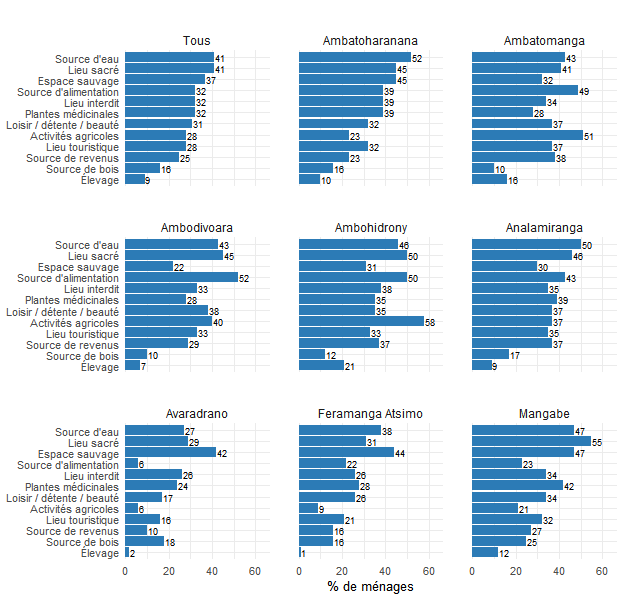 Tous Ambatoharanana Ambatomanga
Source d'eau 41 52 43
Lieu sacré 41 45 41
Espace sauvage 37 45 32
Source d'alimentation 32 39 49
Lieu interdit 32 39 34
Plantes médicinales 32 39 28
Loisir / détente / beauté 31 32 37
Activités agricoles 28 23 51
Lieu touristique 28 32 37
Source de revenus 25 23 38
Source de bois 16 16 10
Élevage 9 10 16
Ambodivoara Ambohidrony Analamiranga
Source d'eau 43 46 50
Lieu sacré 45 50 46
Espace sauvage 22 31 30
Source d'alimentation 52 50 43
Lieu interdit 33 38 35
Plantes médicinales 28 35 39
Loisir / détente / beauté 38 35 37
Activités agricoles 40 58 37
Lieu touristique 33 33 35
Source de revenus 29 37 37
Source de bois 10 12 17
Élevage 7 21 9
Avaradrano Feramanga Atsimo Mangabe
Source d'eau 27 38 47
Lieu sacré 29 31 55
Espace sauvage 42 44 47
Source d'alimentation 6 22 23
Lieu interdit 26 26 34
Plantes médicinales 24 28 42
Loisir / détente / beauté 17 26 34
Activités agricoles 6 9 21
Lieu touristique 16 21 32
Source de revenus 10 16 27
Source de bois 18 16 25
Élevage 2 1 12
0 20 40 60 0 20 40 60 0 20 40 60
% de ménages